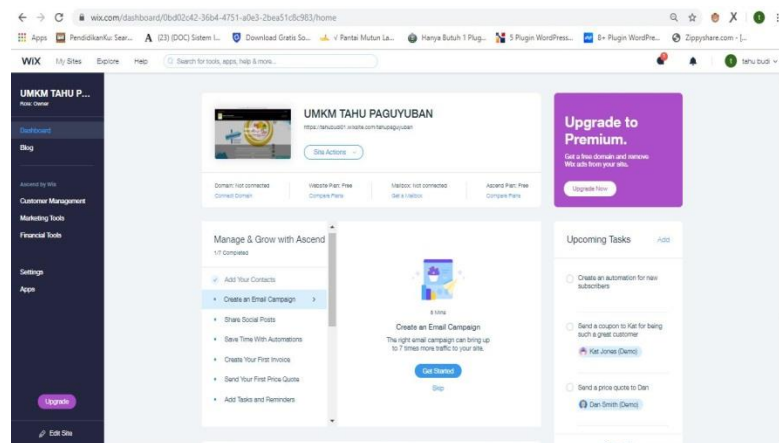 wix.com/dashboard/0bd02c42-36b4-4751-a0e3-2bea51c8c983/home
Apps PendidikanKu: Sear... (23) (DOC) Sistem I... Download Gratis So... √ Pantai Mutun La... Hanya Butuh 1 Plug... 5 Plugin WordPress... 8+ Plugin WordPre... Zippyshare.com - [...
WiX My Sites Explore Help Search for tools, apps, help & more... tahu budi
UMKM TAHU P...
Role: Owner
Dashboard
Blog
Ascend by Wix
Customer Management
Marketing Tools
Financial Tools
Settings
Apps
Upgrade
Edit Site
UMKM TAHU PAGUYUBAN
Site Actions
Domain: Not connected
Connect Domain
Website Plan: Free
Compare Plans
Mailbox: Not connected
Get a Mailbox
Ascend Plan: Free
Compare Plans
Upgrade to
Premium.
Get a free domain and remove
Wix ads from your site.
Upgrade Now
Manage & Grow with Ascend
1/7 Completed
Add Your Contacts
Create an Email Campaign
Share Social Posts
Save Time With Automations
Create Your First Invoice
Send Your First Price Quote
Add Tasks and Reminders
Mins
Create an Email Campaign
The right email campaign can bring up
to 7 times more traffic to your site.
Get Started
Skip
Upcoming Tasks Add
Create an automation for new
subscribers
Send a coupon to Kat for being
such a great customer
Kat Jones (Demo)
Send a price quote to Dan
Dan Smith (Demo)